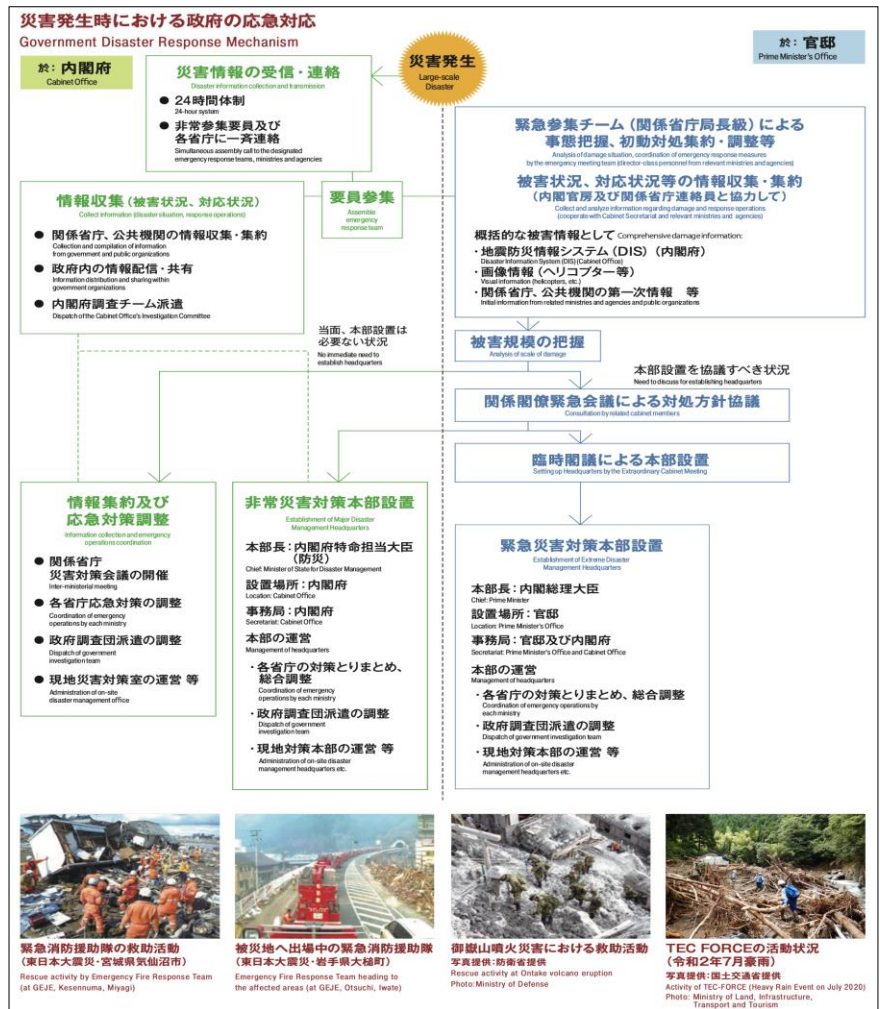 災害発生時における政府の応急対応
Government Disaster Response Mechanism
於：内閣府
Cabinet Office
災害発生
Large-scale
Disaster
於：官邸
Prime Minister's Office
災害情報の受信・連絡
Disaster information collection and transmission
● 24時間体制
24-hour system
● 非常参集要員及び
各省庁に一斉連絡
Simultaneous assembly call to the designated
emergency response teams, ministries and agencies
要員参集
Assemble
emergency
response team
情報収集（被害状況、対応状況）
Collect information (disaster situation, response operations)
● 関係省庁、公共機関の情報収集・集約
Collection and compilation of information
from government and public organizations
● 政府内の情報配信・共有
Information distribution and sharing within
government organizations
● 内閣府調査チーム派遣
Dispatch of the Cabinet Office's Investigation Committee
緊急参集チーム（関係省庁局長級）による
事態把握、初動対処集約・調整等
Analysis of damage situation, coordination of emergency response measures
by the emergency meeting team (director-class personnel from relevant ministries and agencies)
被害状況、対応状況等の情報収集・集約
（内閣官房及び関係省庁連絡員と協力して）
Collect and analyze information regarding damage and response operations
(cooperate with Cabinet Secretariat and relevant ministries and agencies)
概括的な被害情報として Comprehensive damage information:
・地震防災情報システム（DIS）（内閣府）
Disaster Information System (DIS) (Cabinet Office)
・画像情報（ヘリコプター等）
Visual information (helicopters, etc.)
・関係省庁、公共機関の第一次情報 等
Initial information from related ministries and agencies and public organizations
当面、本部設置は
必要ない状況
No immediate need to
establish headquarters
被害規模の把握
Analysis of scale of damage
本部設置を協議すべき状況
Need to discuss for establishing headquarters
関係閣僚緊急会議による対処方針協議
Consultation by related cabinet members
臨時閣議による本部設置
Setting up Headquarters by the Extraordinary Cabinet Meeting
情報集約及び
応急対策調整
Information collection and emergency
operations coordination
● 関係省庁
災害対策会議の開催
Inter-ministerial meeting
● 各省庁応急対策の調整
Coordination of emergency
operations by each ministry
● 政府調査団派遣の調整
Dispatch of government
investigation team
● 現地災害対策室の運営 等
Administration of on-site
disaster management office
非常災害対策本部設置
Establishment of Major Disaster
Management Headquarters
本部長：内閣府特命担当大臣
（防災）
Chief: Minister of State for Disaster Management
設置場所：内閣府
Location: Cabinet Office
事務局：内閣府
Secretariat: Cabinet Office
本部の運営
Management of headquarters
・各省庁の対策とりまとめ、
総合調整
Coordination of emergency
operations by each ministry
・政府調査団派遣の調整
Dispatch of government
investigation team
・現地対策本部の運営 等
Administration of on-site disaster
management headquarters etc.
緊急災害対策本部設置
Establishment of Extreme Disaster
Management Headquarters
本部長：内閣総理大臣
Chief: Prime Minister
設置場所：官邸
Location: Prime Minister's Office
事務局：官邸及び内閣府
Secretariat: Prime Minister's Office and Cabinet Office
本部の運営
Management of headquarters
・各省庁の対策とりまとめ、総合調整
Coordination of emergency operations by
each ministry
・政府調査団派遣の調整
Dispatch of government investigation team
・現地対策本部の運営 等
Administration of on-site disaster
management headquarters etc.
緊急消防援助隊の救助活動
（東日本大震災・宮城県気仙沼市）
Rescue activity by Emergency Fire Response Team
(at GEJE, Kesennuma, Miyagi)
被災地へ出場中の緊急消防援助隊
（東日本大震災・岩手県大槌町）
Emergency Fire Response Team heading to
the affected areas (at GEJE, Otsuchi, Iwate)
御嶽山噴火災害における救助活動
写真提供：防衛省提供
Rescue activity at Ontake volcano eruption
Photo: Ministry of Defense
TEC FORCEの活動状況
（令和2年7月豪雨）
写真提供：国土交通省提供
Activity of TEC-FORCE (Heavy Rain Event on July 2020)
Photo: Ministry of Land, Infrastructure,
Transport and Tourism